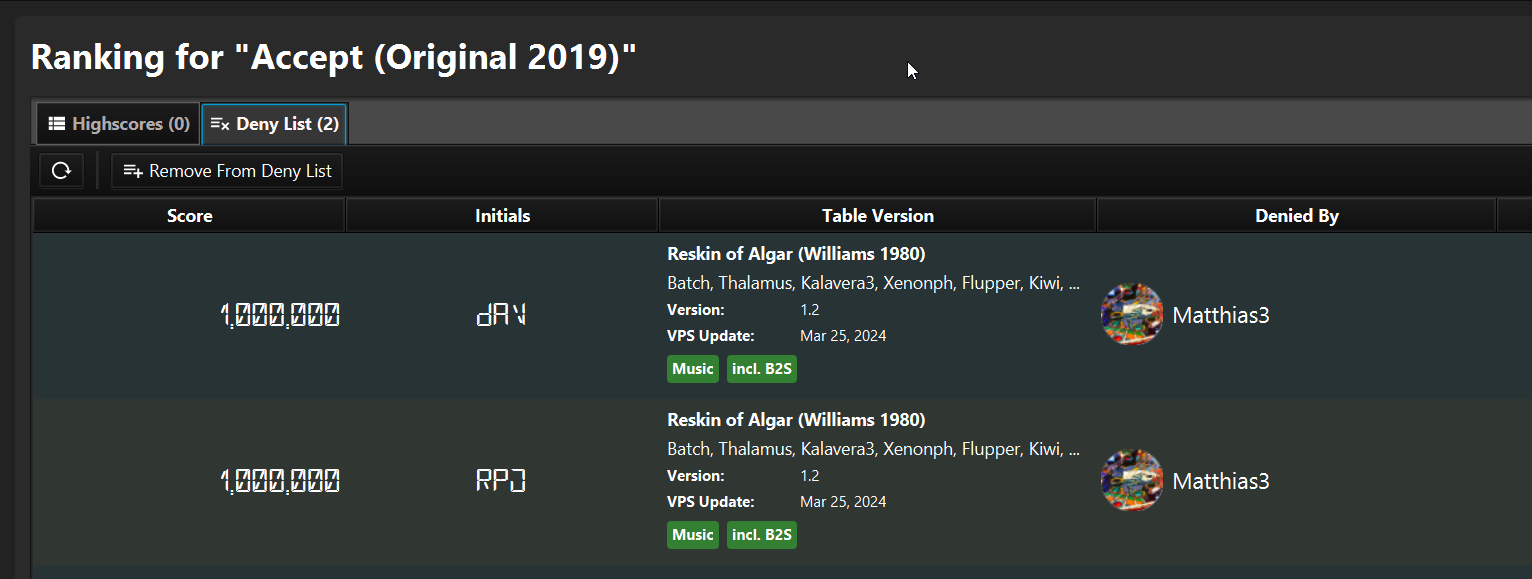 Ranking for "Accept (Original 2019)"
Highscores (0) Deny List (2)
Remove From Deny List
Score Initials Table Version Denied By
1,000,000 dAV Reskin of Algar (Williams 1980)
Batch, Thalamus, Kalavera3, Xenonph, Flupper, Kiwi, ...
Version: 1.2
VPS Update: Mar 25, 2024
Music incl. B2S
Matthias3
1,000,000 RPJ Reskin of Algar (Williams 1980)
Batch, Thalamus, Kalavera3, Xenonph, Flupper, Kiwi, ...
Version: 1.2
VPS Update: Mar 25, 2024
Music incl. B2S
Matthias3